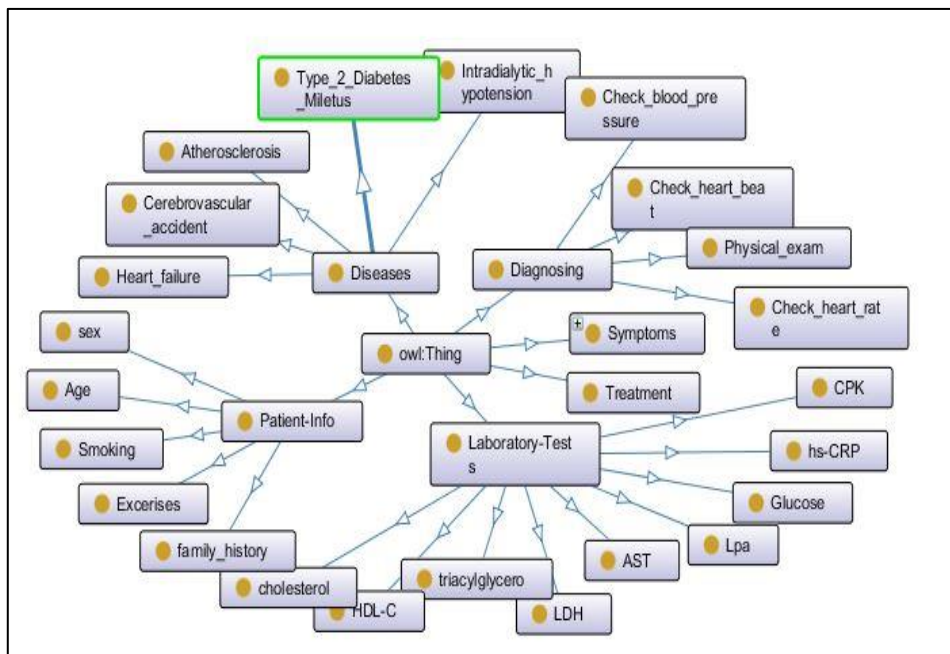 Type_2_Diabetes
_Miletus
Intradialytic_h
ypotension
Check_blood_pre
ssure
Atherosclerosis
Check_heart_bea
t
Cerebrovascular
_accident
Physical_exam
Heart_failure
Diseases
Diagnosing
Check_heart_rat
e
sex
Symptoms
owl:Thing
Age
Treatment
CPK
Patient-Info
Smoking
Laboratory-Test
s
hs-CRP
Excerises
Glucose
family_history
Lpa
AST
cholesterol
triacylglycero
HDL-C
LDH